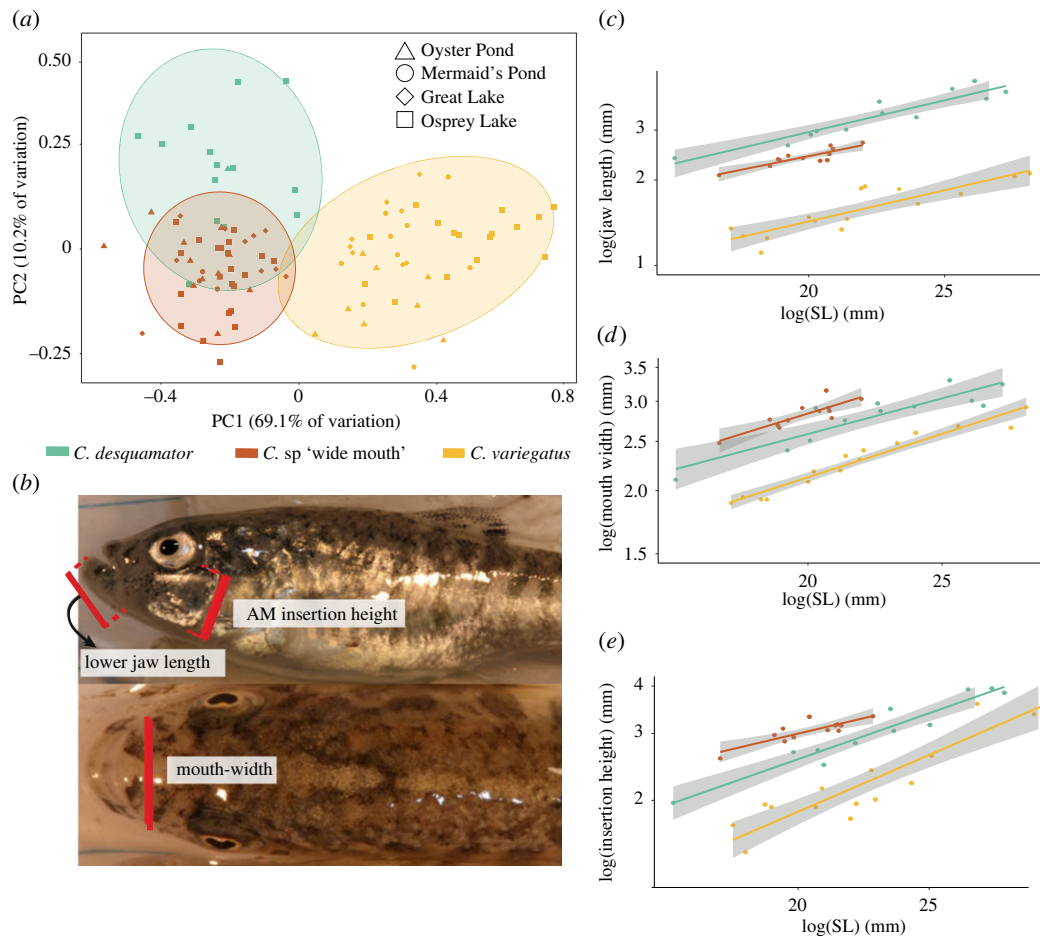 (a)
0.50
0.25
0
–0.25
PC2 (10.2% of variation)
Oyster Pond
Mermaid's Pond
Great Lake
Osprey Lake
–0.4
0
0.4
0.8
PC1 (69.1% of variation)
C. desquamator
C. sp 'wide mouth'
C. variegatus
(b)
AM insertion height
lower jaw length
mouth-width
(c)
log(jaw length) (mm)
3
2
1
20
25
log(SL) (mm)
(d)
log(mouth width) (mm)
3.0
2.5
2.0
1.5
20
25
log(SL) (mm)
(e)
log(insertion height) (mm)
4
3
2
20
25
log(SL) (mm)